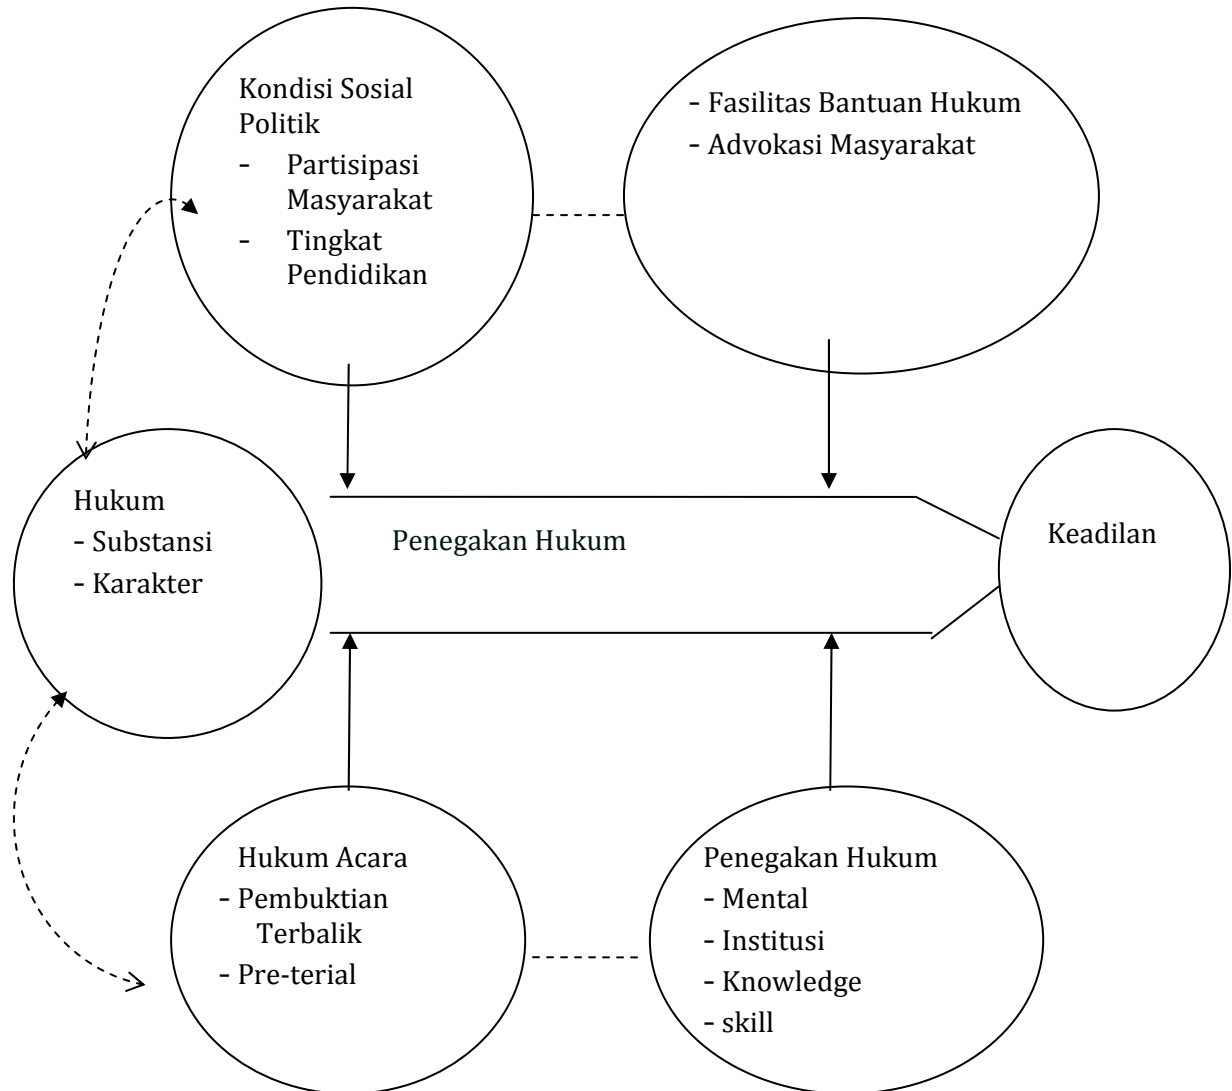 Kondisi Sosial
Politik
- Partisipasi
Masyarakat
- Tingkat
Pendidikan
- Fasilitas Bantuan Hukum
- Advokasi Masyarakat
Hukum
- Substansi
- Karakter
Penegakan Hukum
Keadilan
Hukum Acara
- Pembuktian
Terbalik
- Pre-terial
Penegakan Hukum
- Mental
- Institusi
- Knowledge
- skill